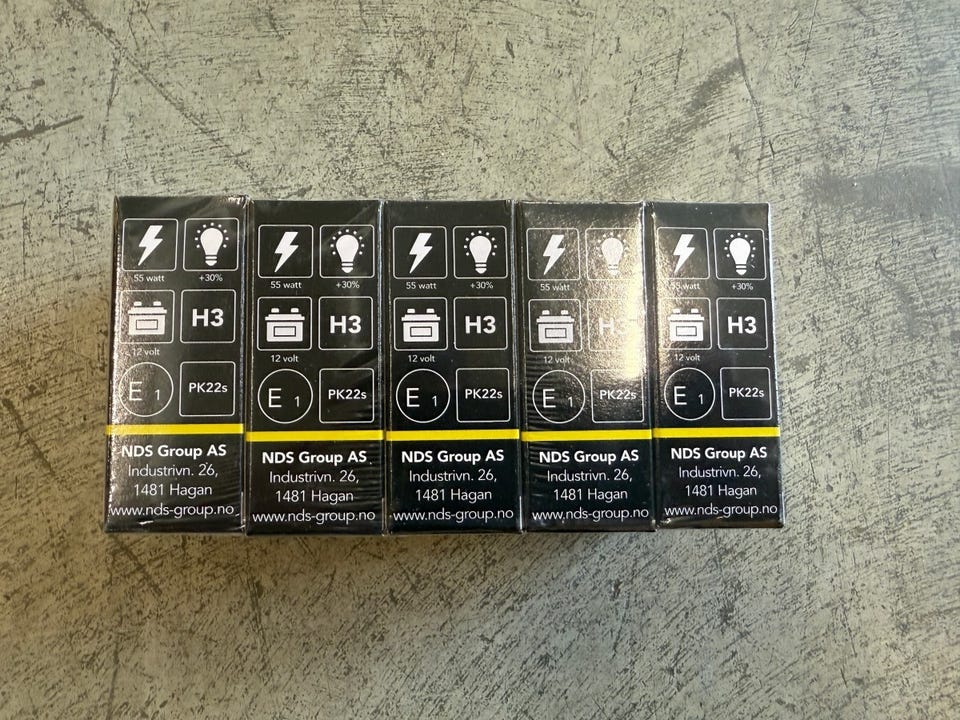 55 watt +30%
12 volt H3
E 1 PK22s
NDS Group AS
Industrivn. 26,
1481 Hagan
www.nds-group.no
55 watt +30%
12 volt H3
E 1 PK22s
NDS Group AS
Industrivn. 26,
1481 Hagan
www.nds-group.no
55 watt +30%
12 volt H3
E 1 PK22s
NDS Group AS
Industrivn. 26,
1481 Hagan
www.nds-group.no
55 watt
12 volt H3
E 1 PK22s
NDS Group AS
Industrivn. 26,
1481 Hagan
www.nds-group.no
55 watt +30%
12 volt H3
E 1 PK22s
NDS Group AS
Industrivn. 26,
1481 Hagan
www.nds-group.no